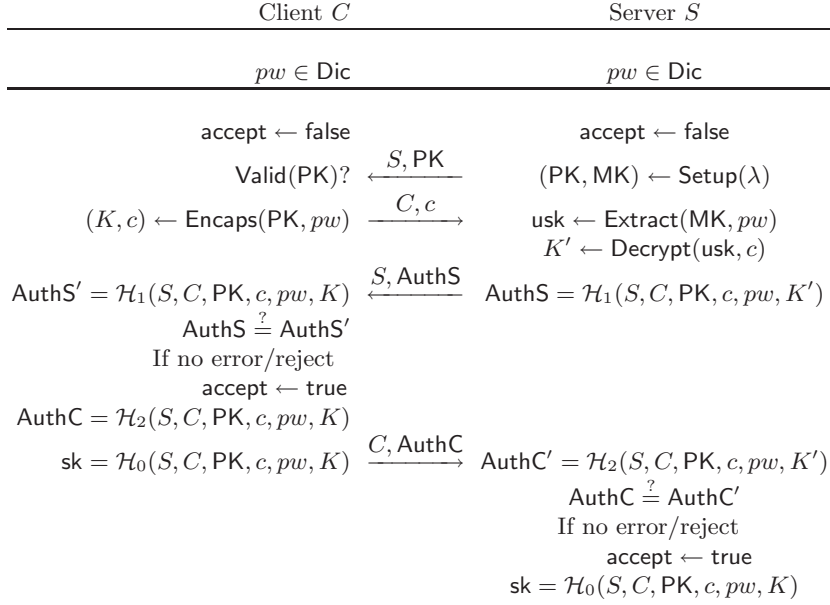 Client C Server S
pw ∈ Dic pw ∈ Dic
accept ← false accept ← false
Valid(PK)? S, PK ← (PK, MK) ← Setup(λ)
(K, c) ← Encaps(PK, pw) C, c → usk ← Extract(MK, pw)
K′ ← Decrypt(usk, c)
AuthS′ = H₁(S, C, PK, c, pw, K) S, AuthS ← AuthS = H₁(S, C, PK, c, pw, K′)
AuthS ≟ AuthS′
If no error/reject
accept ← true
AuthC = H₂(S, C, PK, c, pw, K)
sk = H₀(S, C, PK, c, pw, K) C, AuthC → AuthC′ = H₂(S, C, PK, c, pw, K′)
AuthC ≟ AuthC′
If no error/reject
accept ← true
sk = H₀(S, C, PK, c, pw, K)